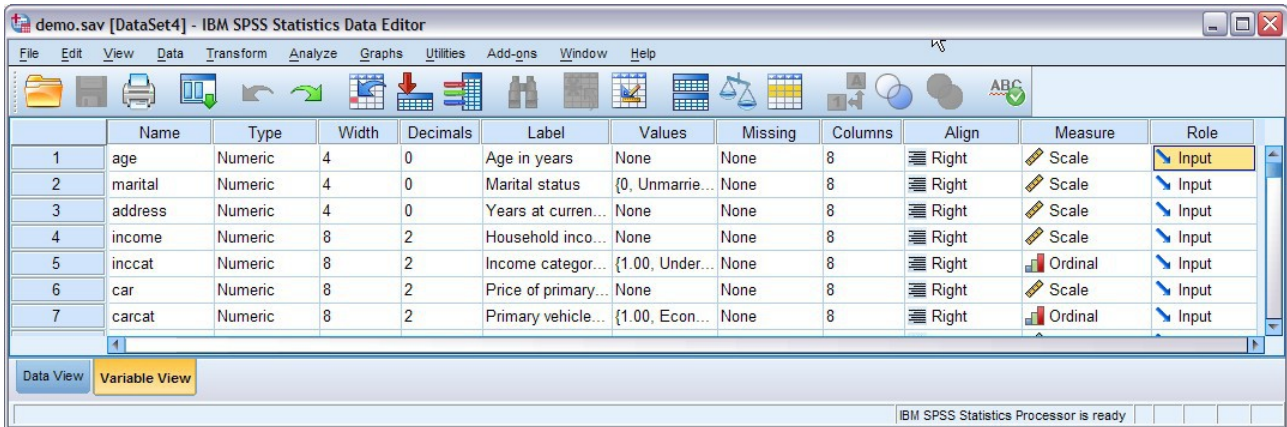 demo.sav [DataSet4] - IBM SPSS Statistics Data Editor
File Edit View Data Transform Analyze Graphs Utilities Add-ons Window Help
A
1 4
ABC
Name Type Width Decimals Label Values Missing Columns Align Measure Role
1 age Numeric 4 0 Age in years None None 8 Right Scale Input
2 marital Numeric 4 0 Marital status {0, Unmarrie... None 8 Right Scale Input
3 address Numeric 4 0 Years at curren... None None 8 Right Scale Input
4 income Numeric 8 2 Household inco... None None 8 Right Scale Input
5 inccat Numeric 8 2 Income categor... {1.00, Under... None 8 Right Ordinal Input
6 car Numeric 8 2 Price of primary... None None 8 Right Scale Input
7 carcat Numeric 8 2 Primary vehicle... {1.00, Econ... None 8 Right Ordinal Input
Data View Variable View
IBM SPSS Statistics Processor is ready